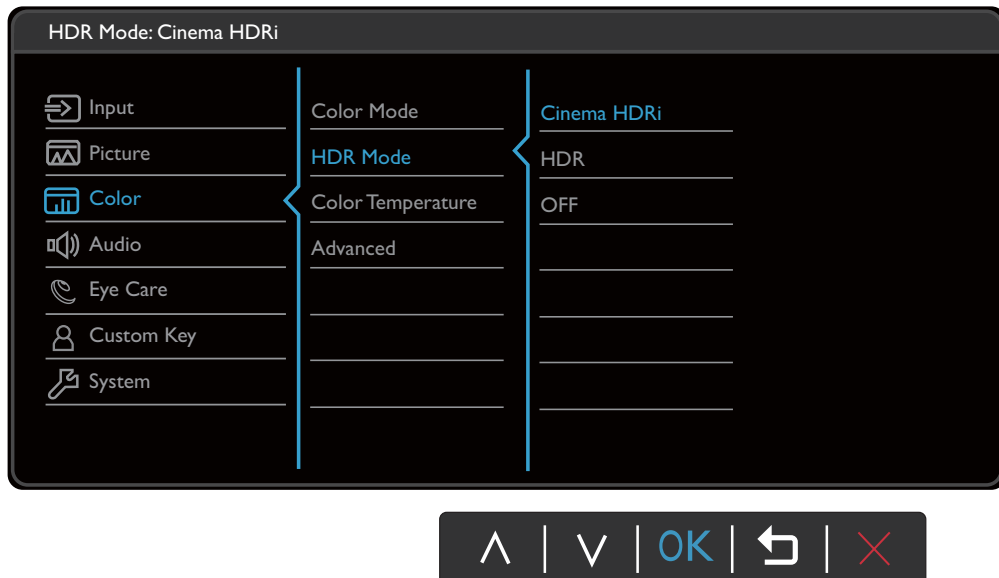 HDR Mode: Cinema HDRi
Input
Picture
Color
Audio
Eye Care
Custom Key
System
Color Mode
HDR Mode
Color Temperature
Advanced
Cinema HDRi
HDR
OFF
OK